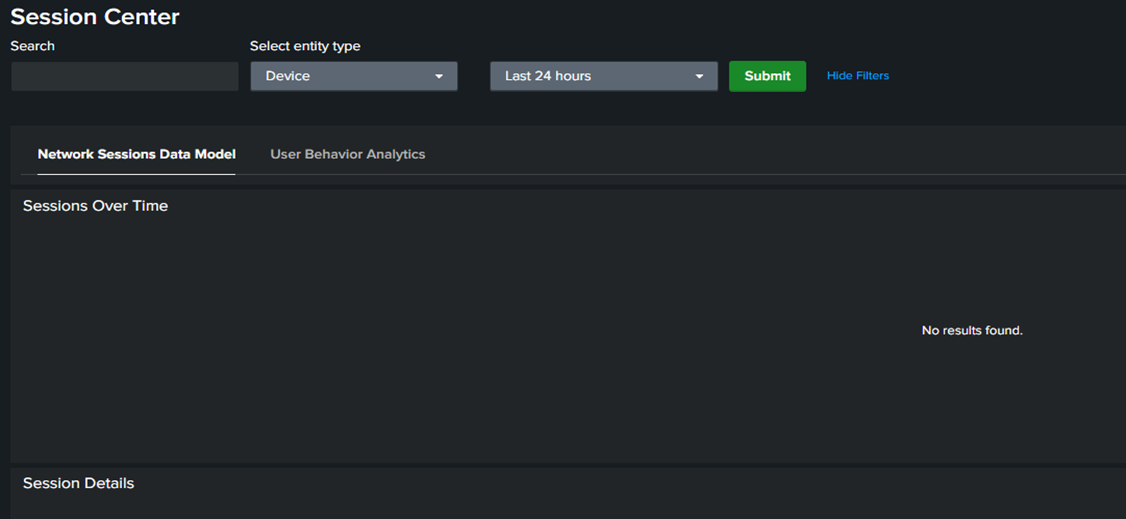 Session Center
Search Select entity type
Device Last 24 hours Submit Hide Filters
Network Sessions Data Model User Behavior Analytics
Sessions Over Time
No results found.
Session Details